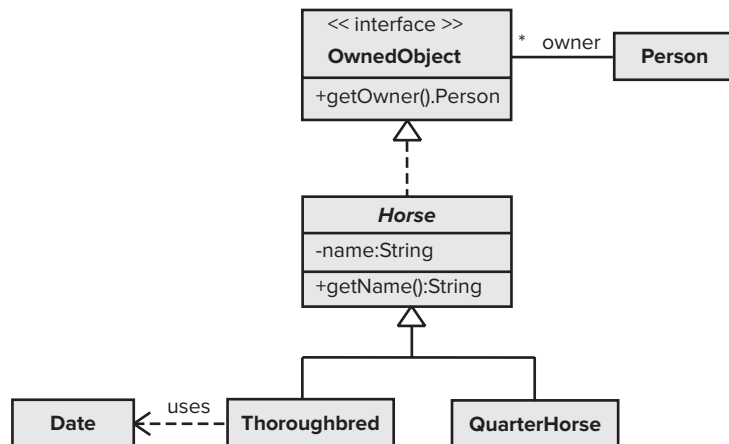 << interface >>
OwnedObject
* owner
Person
+getOwner().Person
Horse
-name:String
+getName():String
Date
uses
Thoroughbred
QuarterHorse